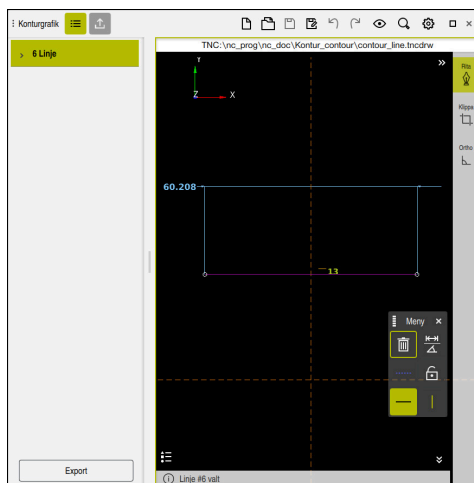 Konturgrafik
TNC:\nc_prog\nc_doc\Kontur_contour\contour_line.tncdrw
6 Linje
Rita
Klippa
Ortho
Y
Z
X
60.208
13
Meny
Export
Linje #6 valt